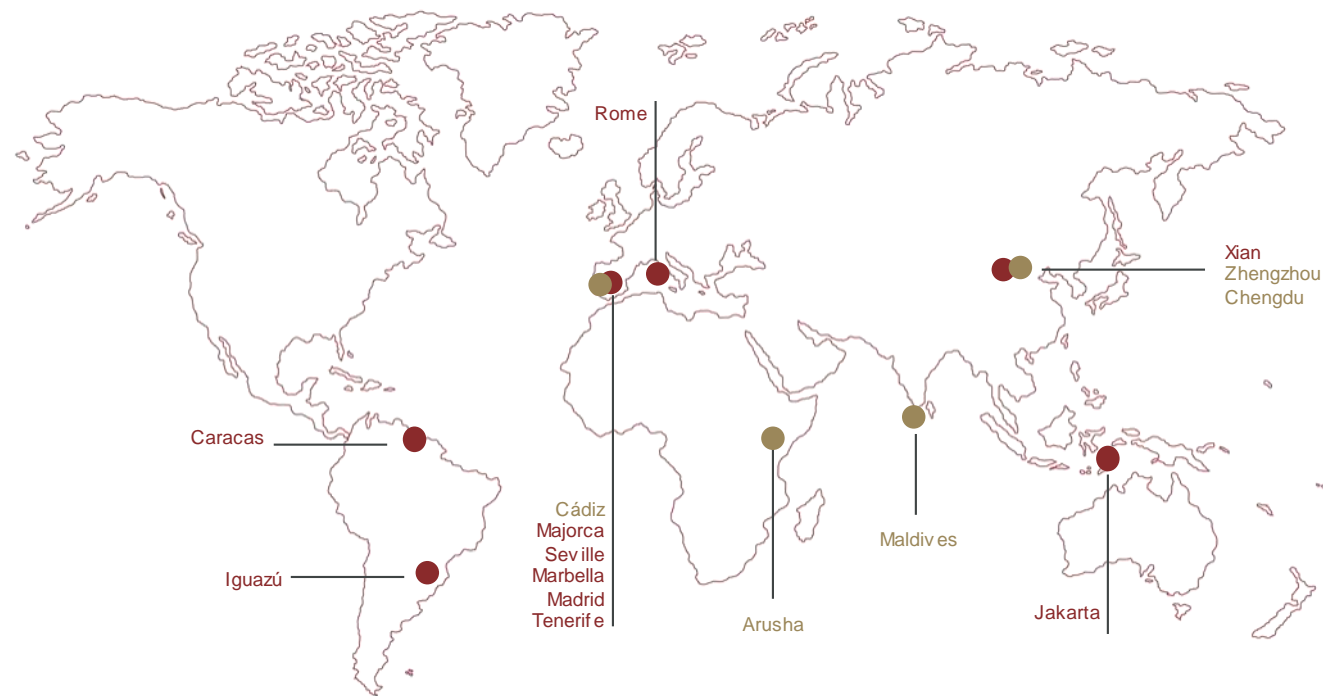 Rome
Xian
Zhengzhou
Chengdu
Caracas
Cádiz
Majorca
Seville
Marbella
Madrid
Tenerife
Maldives
Iguazú
Arusha
Jakarta